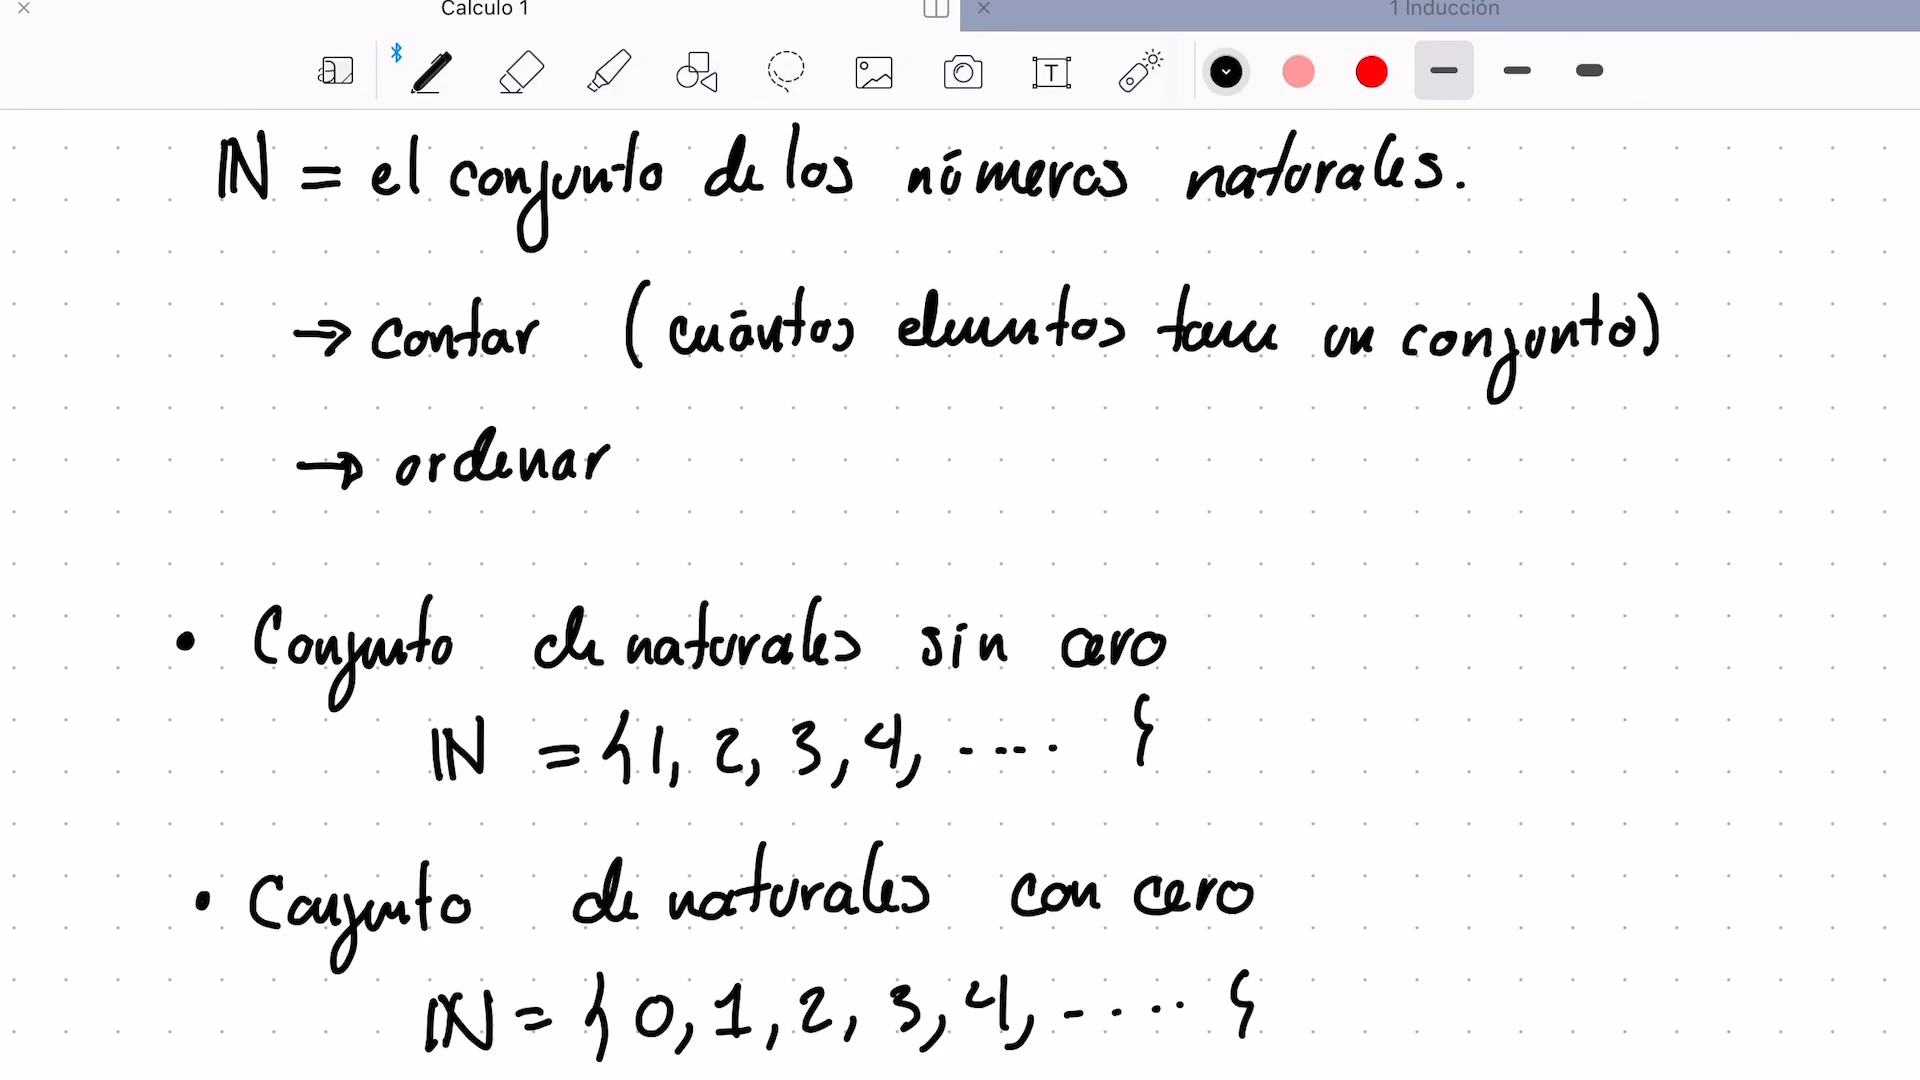 Calculo 1
1 Inducción
ℕ = el conjunto de los números naturales.
→ contar (cuántos elementos tiene un conjunto)
→ ordenar
• Conjunto de naturales sin cero
ℕ = {1, 2, 3, 4, ..... }
• Conjunto de naturales con cero
ℕ = { 0, 1, 2, 3, 4, ..... }